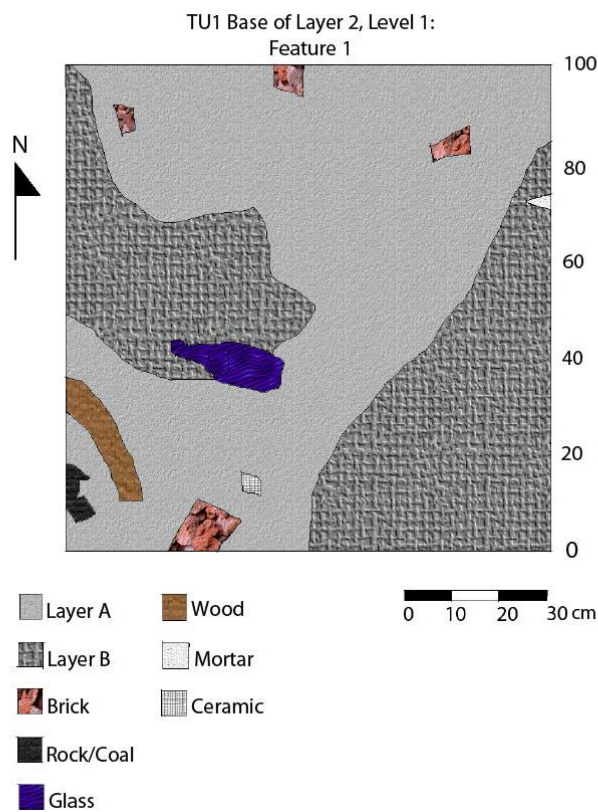 TU1 Base of Layer 2, Level 1:
Feature 1
N
100
80
60
40
20
0
Layer A
Layer B
Brick
Rock/Coal
Glass
Wood
Mortar
Ceramic
0 10 20 30 cm